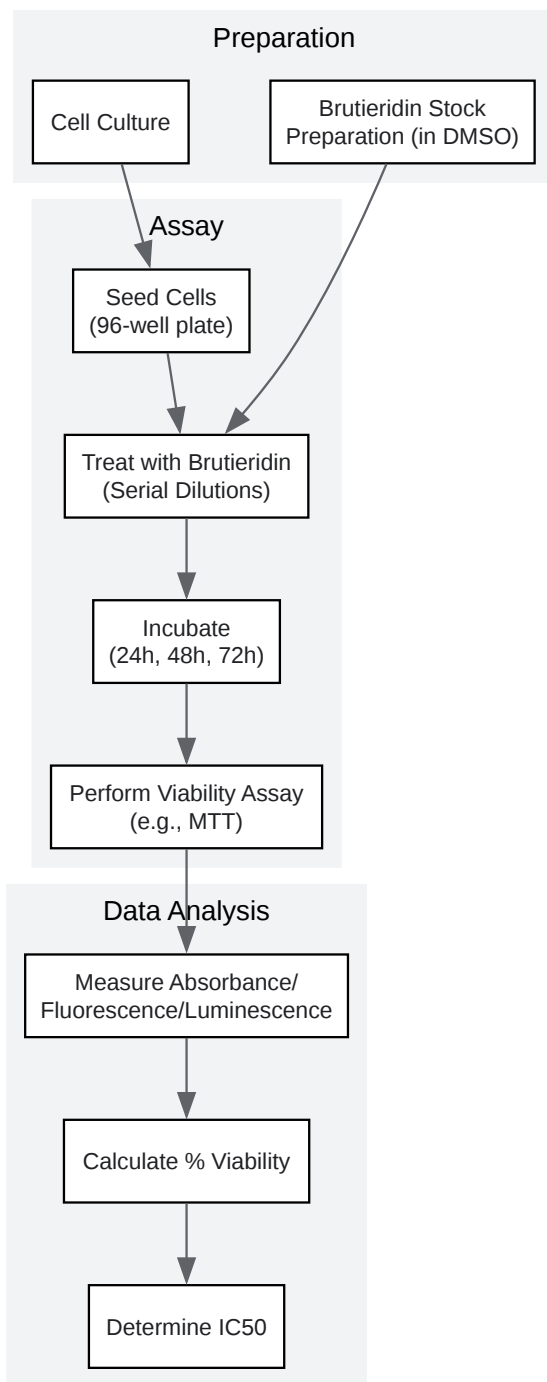 Preparation
Cell Culture
Brutieridin Stock
Preparation (in DMSO)
Assay
Seed Cells
(96-well plate)
Treat with Brutieridin
(Serial Dilutions)
Incubate
(24h, 48h, 72h)
Perform Viability Assay
(e.g., MTT)
Data Analysis
Measure Absorbance/
Fluorescence/Luminescence
Calculate % Viability
Determine IC50